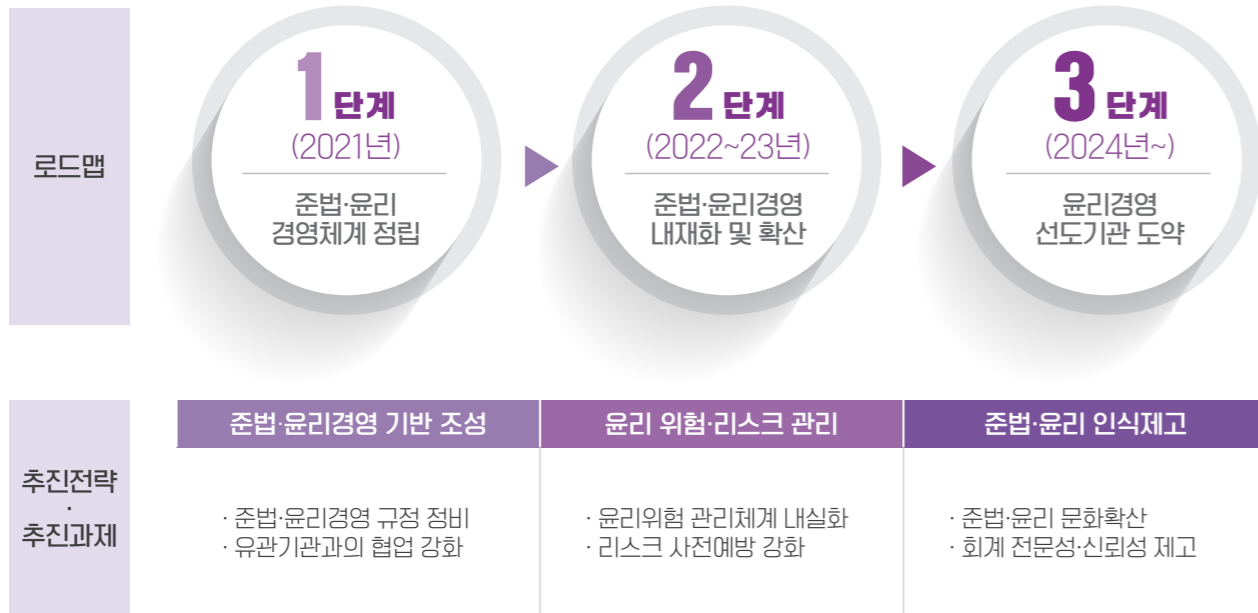 로드맵
1 단계
(2021년)
준법·윤리
경영체계 정립
2 단계
(2022~23년)
준법·윤리경영
내재화 및 확산
3 단계
(2024년~)
윤리경영
선도기관 도약
추진전략
·
추진과제
준법·윤리경영 기반 조성
· 준법·윤리경영 규정 정비
· 유관기관과의 협업 강화
윤리 위험·리스크 관리
· 윤리위험 관리체계 내실화
· 리스크 사전예방 강화
준법·윤리 인식제고
· 준법·윤리 문화확산
· 회계 전문성·신뢰성 제고